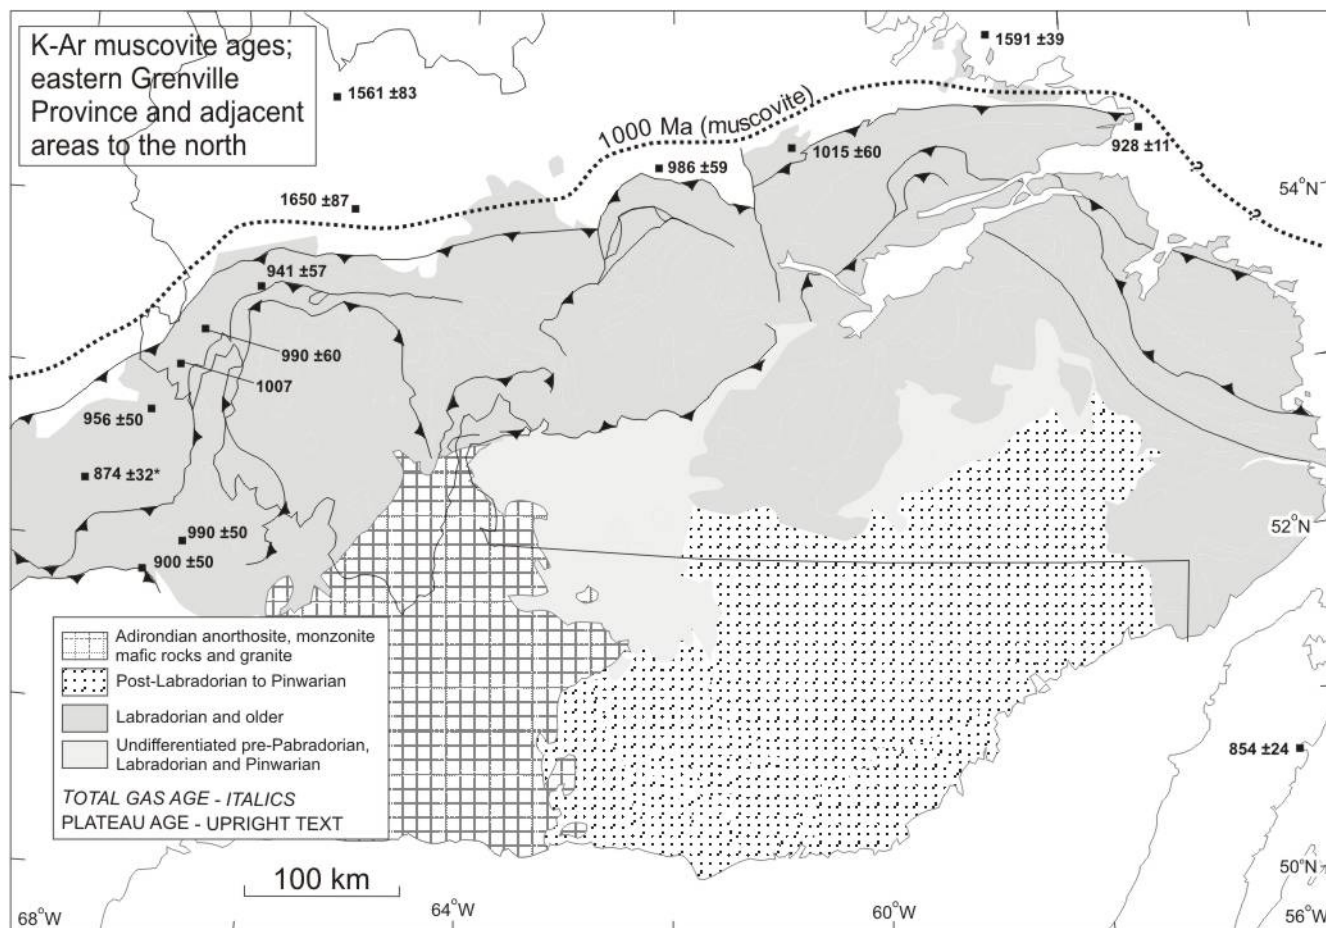 K-Ar muscovite ages;
eastern Grenville
Province and adjacent
areas to the north
1591 ±39
1561 ±83
1000 Ma (muscovite)
928 ±11
1015 ±60
986 ±59
?
54°N
1650 ±87
?
941 ±57
990 ±60
1007
956 ±50
874 ±32*
52°N
990 ±50
900 ±50
Adirondian anorthosite, monzonite
mafic rocks and granite
Post-Labradorian to Pinwarian
Labradorian and older
Undifferentiated pre-Pabradorian,
Labradorian and Pinwarian
TOTAL GAS AGE - ITALICS
PLATEAU AGE - UPRIGHT TEXT
854 ±24
100 km
50°N
68°W
64°W
60°W
56°W